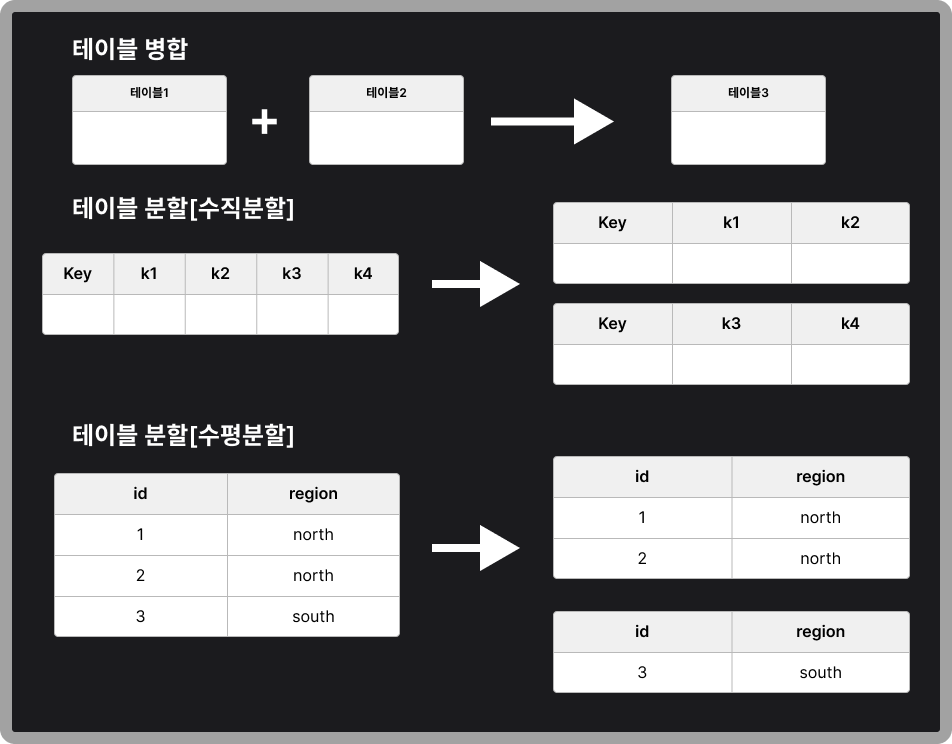 테이블 병합
테이블1
+
테이블2
테이블3
테이블 분할[수직분할]
Key k1 k2 k3 k4
Key k1 k2
Key k3 k4
테이블 분할[수평분할]
id region
1 north
2 north
3 south
id region
1 north
2 north
id region
3 south